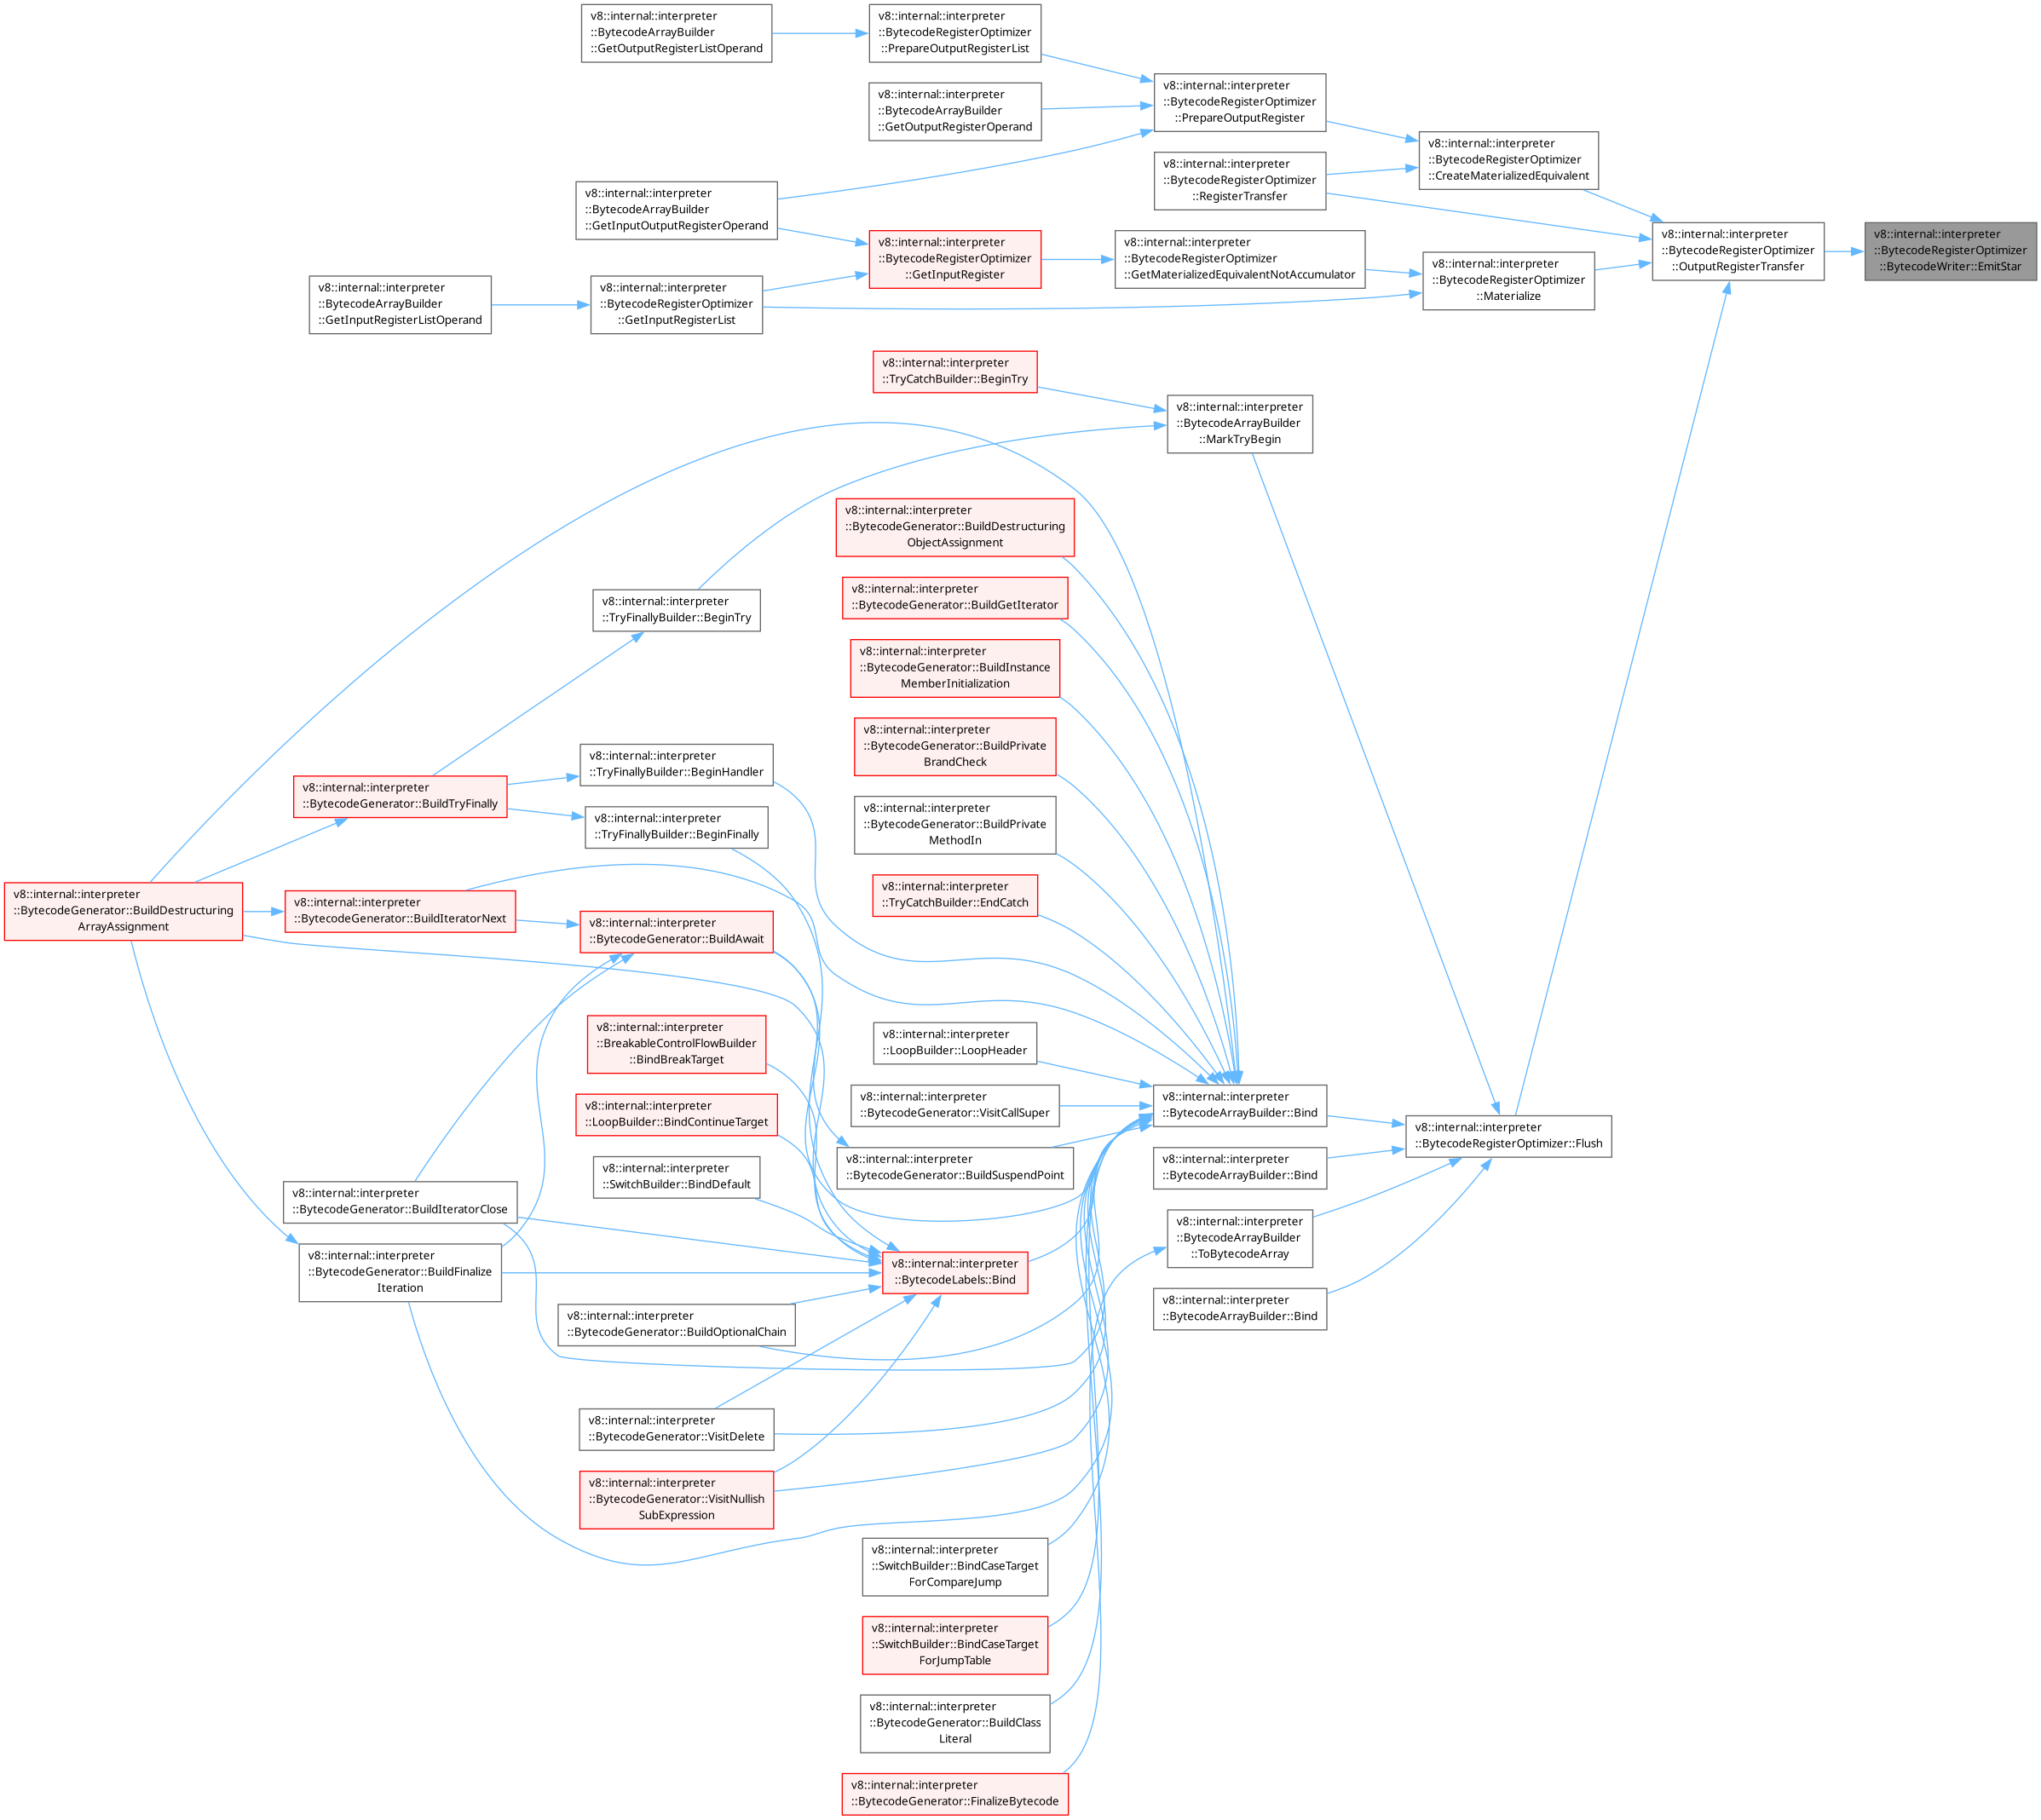 v8::internal::interpreter
::BytecodeArrayBuilder
::GetOutputRegisterListOperand
v8::internal::interpreter
::BytecodeRegisterOptimizer
::PrepareOutputRegisterList
v8::internal::interpreter
::BytecodeRegisterOptimizer
::PrepareOutputRegister
v8::internal::interpreter
::BytecodeArrayBuilder
::GetOutputRegisterOperand
v8::internal::interpreter
::BytecodeRegisterOptimizer
::CreateMaterializedEquivalent
v8::internal::interpreter
::BytecodeRegisterOptimizer
::RegisterTransfer
v8::internal::interpreter
::BytecodeArrayBuilder
::GetInputOutputRegisterOperand
v8::internal::interpreter
::BytecodeRegisterOptimizer
::OutputRegisterTransfer
v8::internal::interpreter
::BytecodeRegisterOptimizer
::BytecodeWriter::EmitStar
v8::internal::interpreter
::BytecodeRegisterOptimizer
::GetInputRegister
v8::internal::interpreter
::BytecodeRegisterOptimizer
::GetMaterializedEquivalentNotAccumulator
v8::internal::interpreter
::BytecodeRegisterOptimizer
::Materialize
v8::internal::interpreter
::BytecodeArrayBuilder
::GetInputRegisterListOperand
v8::internal::interpreter
::BytecodeRegisterOptimizer
::GetInputRegisterList
v8::internal::interpreter
::TryCatchBuilder::BeginTry
v8::internal::interpreter
::BytecodeArrayBuilder
::MarkTryBegin
v8::internal::interpreter
::BytecodeGenerator::BuildDestructuring
ObjectAssignment
v8::internal::interpreter
::BytecodeGenerator::BuildGetIterator
v8::internal::interpreter
::TryFinallyBuilder::BeginTry
v8::internal::interpreter
::BytecodeGenerator::BuildInstance
MemberInitialization
v8::internal::interpreter
::BytecodeGenerator::BuildPrivate
BrandCheck
v8::internal::interpreter
::TryFinallyBuilder::BeginHandler
v8::internal::interpreter
::BytecodeGenerator::BuildTryFinally
v8::internal::interpreter
::TryFinallyBuilder::BeginFinally
v8::internal::interpreter
::BytecodeGenerator::BuildPrivate
MethodIn
v8::internal::interpreter
::BytecodeGenerator::BuildDestructuring
ArrayAssignment
v8::internal::interpreter
::BytecodeGenerator::BuildIteratorNext
v8::internal::interpreter
::BytecodeGenerator::BuildAwait
v8::internal::interpreter
::TryCatchBuilder::EndCatch
v8::internal::interpreter
::BreakableControlFlowBuilder
::BindBreakTarget
v8::internal::interpreter
::LoopBuilder::LoopHeader
v8::internal::interpreter
::LoopBuilder::BindContinueTarget
v8::internal::interpreter
::BytecodeGenerator::VisitCallSuper
v8::internal::interpreter
::BytecodeArrayBuilder::Bind
v8::internal::interpreter
::BytecodeRegisterOptimizer::Flush
v8::internal::interpreter
::SwitchBuilder::BindDefault
v8::internal::interpreter
::BytecodeGenerator::BuildSuspendPoint
v8::internal::interpreter
::BytecodeArrayBuilder::Bind
v8::internal::interpreter
::BytecodeGenerator::BuildIteratorClose
v8::internal::interpreter
::BytecodeArrayBuilder
::ToBytecodeArray
v8::internal::interpreter
::BytecodeGenerator::BuildFinalize
Iteration
v8::internal::interpreter
::BytecodeLabels::Bind
v8::internal::interpreter
::BytecodeArrayBuilder::Bind
v8::internal::interpreter
::BytecodeGenerator::BuildOptionalChain
v8::internal::interpreter
::BytecodeGenerator::VisitDelete
v8::internal::interpreter
::BytecodeGenerator::VisitNullish
SubExpression
v8::internal::interpreter
::SwitchBuilder::BindCaseTarget
ForCompareJump
v8::internal::interpreter
::SwitchBuilder::BindCaseTarget
ForJumpTable
v8::internal::interpreter
::BytecodeGenerator::BuildClass
Literal
v8::internal::interpreter
::BytecodeGenerator::FinalizeBytecode